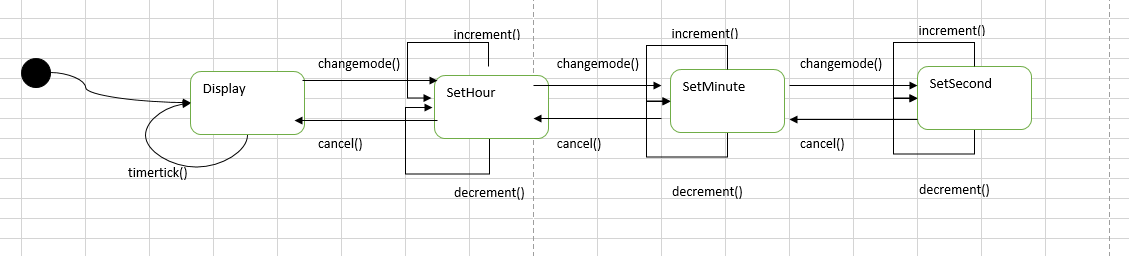 increment()
increment()
increment()
changemode()
changemode()
changemode()
Display
SetHour
SetMinute
SetSecond
cancel()
cancel()
cancel()
timertick()
decrement()
decrement()
decrement()